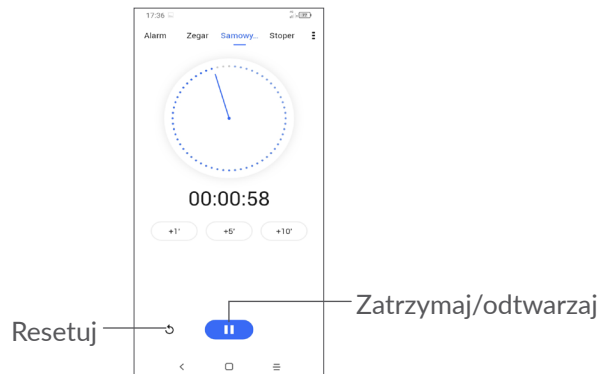 17:36
Alarm Zegar Samowy... Stoper
00:00:58
+1' +5' +10'
Zatrzymaj/odtwarzaj
Resetuj